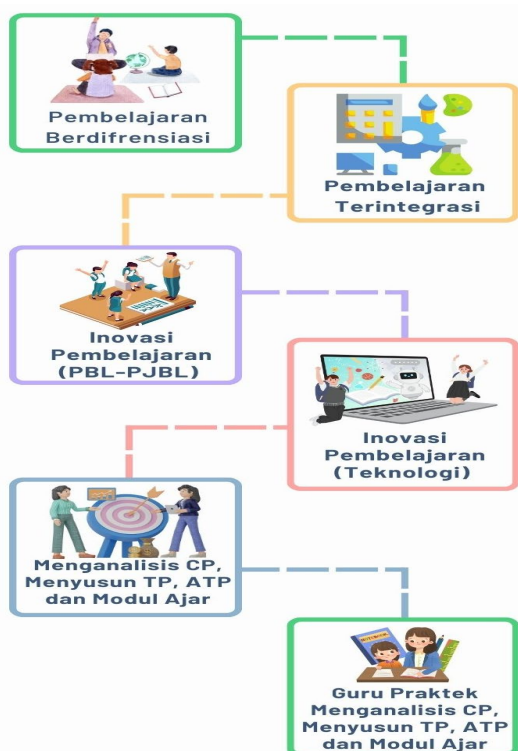 Pembelajaran
Berdifrensiasi
Pembelajaran
Terintegrasi
Inovasi
Pembelajaran
(PBL-PJBL)
Inovasi
Pembelajaran
(Teknologi)
Menganalisis CP,
Menyusun TP, ATP
dan Modul Ajar
Guru Praktek
Menganalisis CP,
Menyusun TP, ATP
dan Modul Ajar